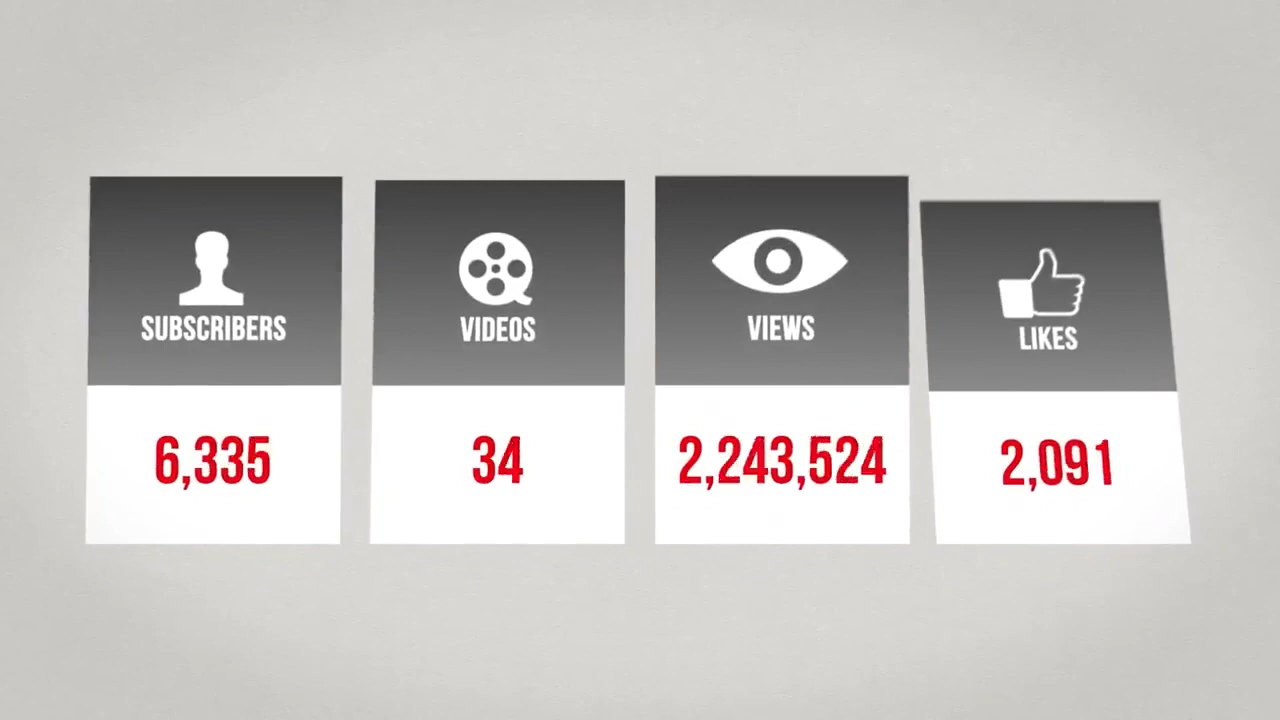 SUBSCRIBERS
6,335
VIDEOS
34
VIEWS
2,243,524
LIKES
2,091